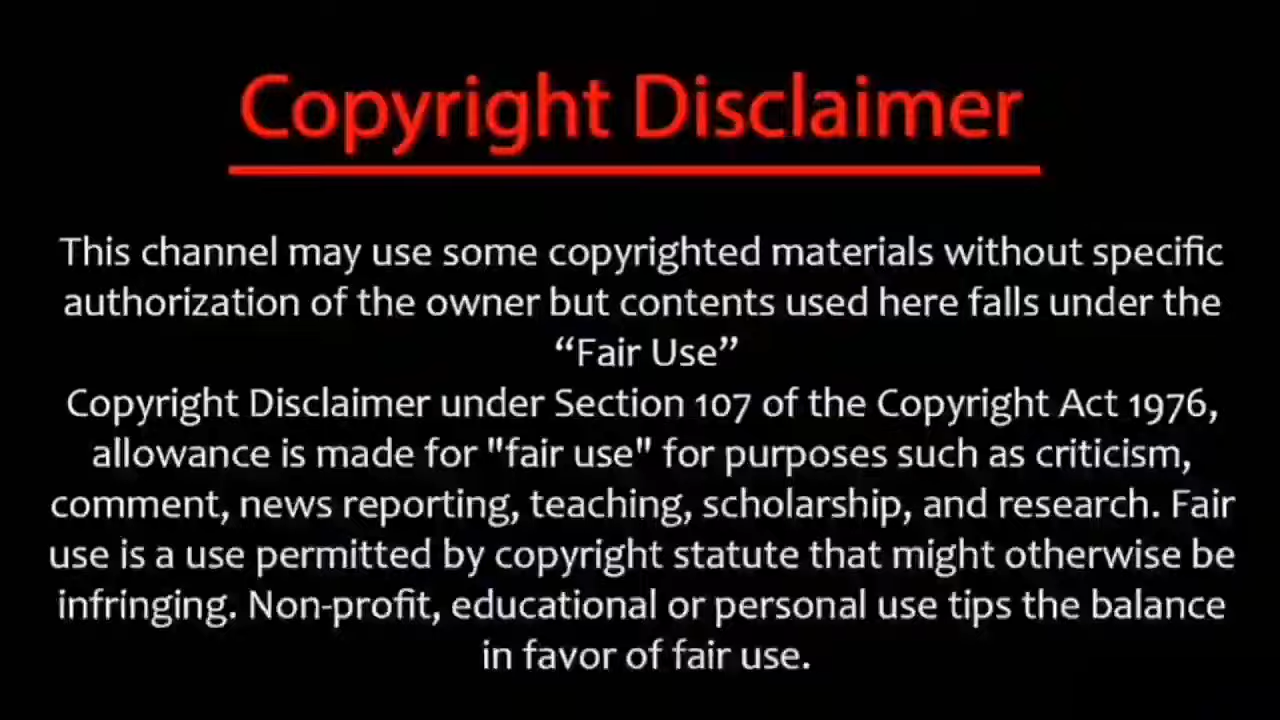 Copyright Disclaimer
This channel may use some copyrighted materials without specific
authorization of the owner but contents used here falls under the
“Fair Use”
Copyright Disclaimer under Section 107 of the Copyright Act 1976,
allowance is made for "fair use" for purposes such as criticism,
comment, news reporting, teaching, scholarship, and research. Fair
use is a use permitted by copyright statute that might otherwise be
infringing. Non-profit, educational or personal use tips the balance
in favor of fair use.